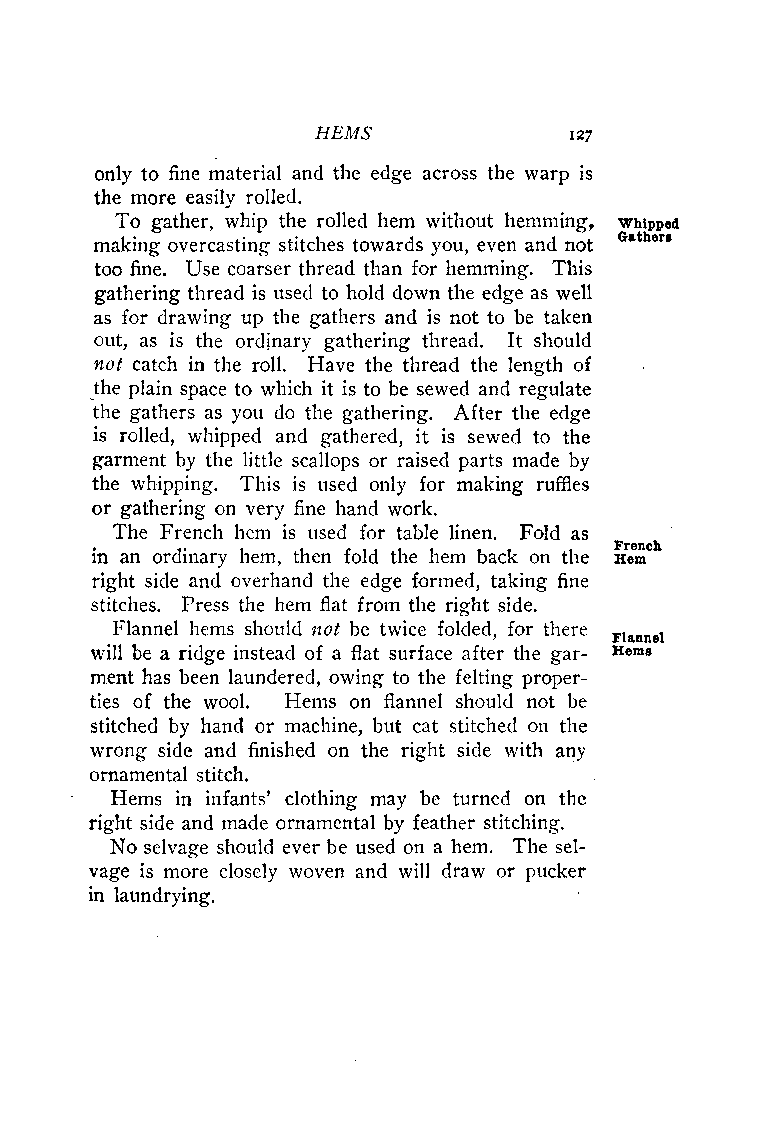 HEMS 127
only to fine material and the edge across the warp is
the more easily rolled.
To gather, whip the rolled hem without hemming,
Whipped
Gathers
making overcasting stitches towards you, even and not
too fine. Use coarser thread than for hemming. This
gathering thread is used to hold down the edge as well
as for drawing up the gathers and is not to be taken
out, as is the ordinary gathering thread. It should
not catch in the roll. Have the thread the length of
the plain space to which it is to be sewed and regulate
the gathers as you do the gathering. After the edge
is rolled, whipped and gathered, it is sewed to the
garment by the little scallops or raised parts made by
the whipping. This is used only for making ruffles
or gathering on very fine hand work.
The French hem is used for table linen. Fold as
French
Hem
in an ordinary hem, then fold the hem back on the
right side and overhand the edge formed, taking fine
stitches. Press the hem flat from the right side.
Flannel hems should not be twice folded, for there
Flannel
Hems
will be a ridge instead of a flat surface after the gar-
ment has been laundered, owing to the felting proper-
ties of the wool. Hems on flannel should not be
stitched by hand or machine, but cat stitched on the
wrong side and finished on the right side with any
ornamental stitch.
Hems in infants' clothing may be turned on the
right side and made ornamental by feather stitching.
No selvage should ever be used on a hem. The sel-
vage is more closely woven and will draw or pucker
in laundrying.